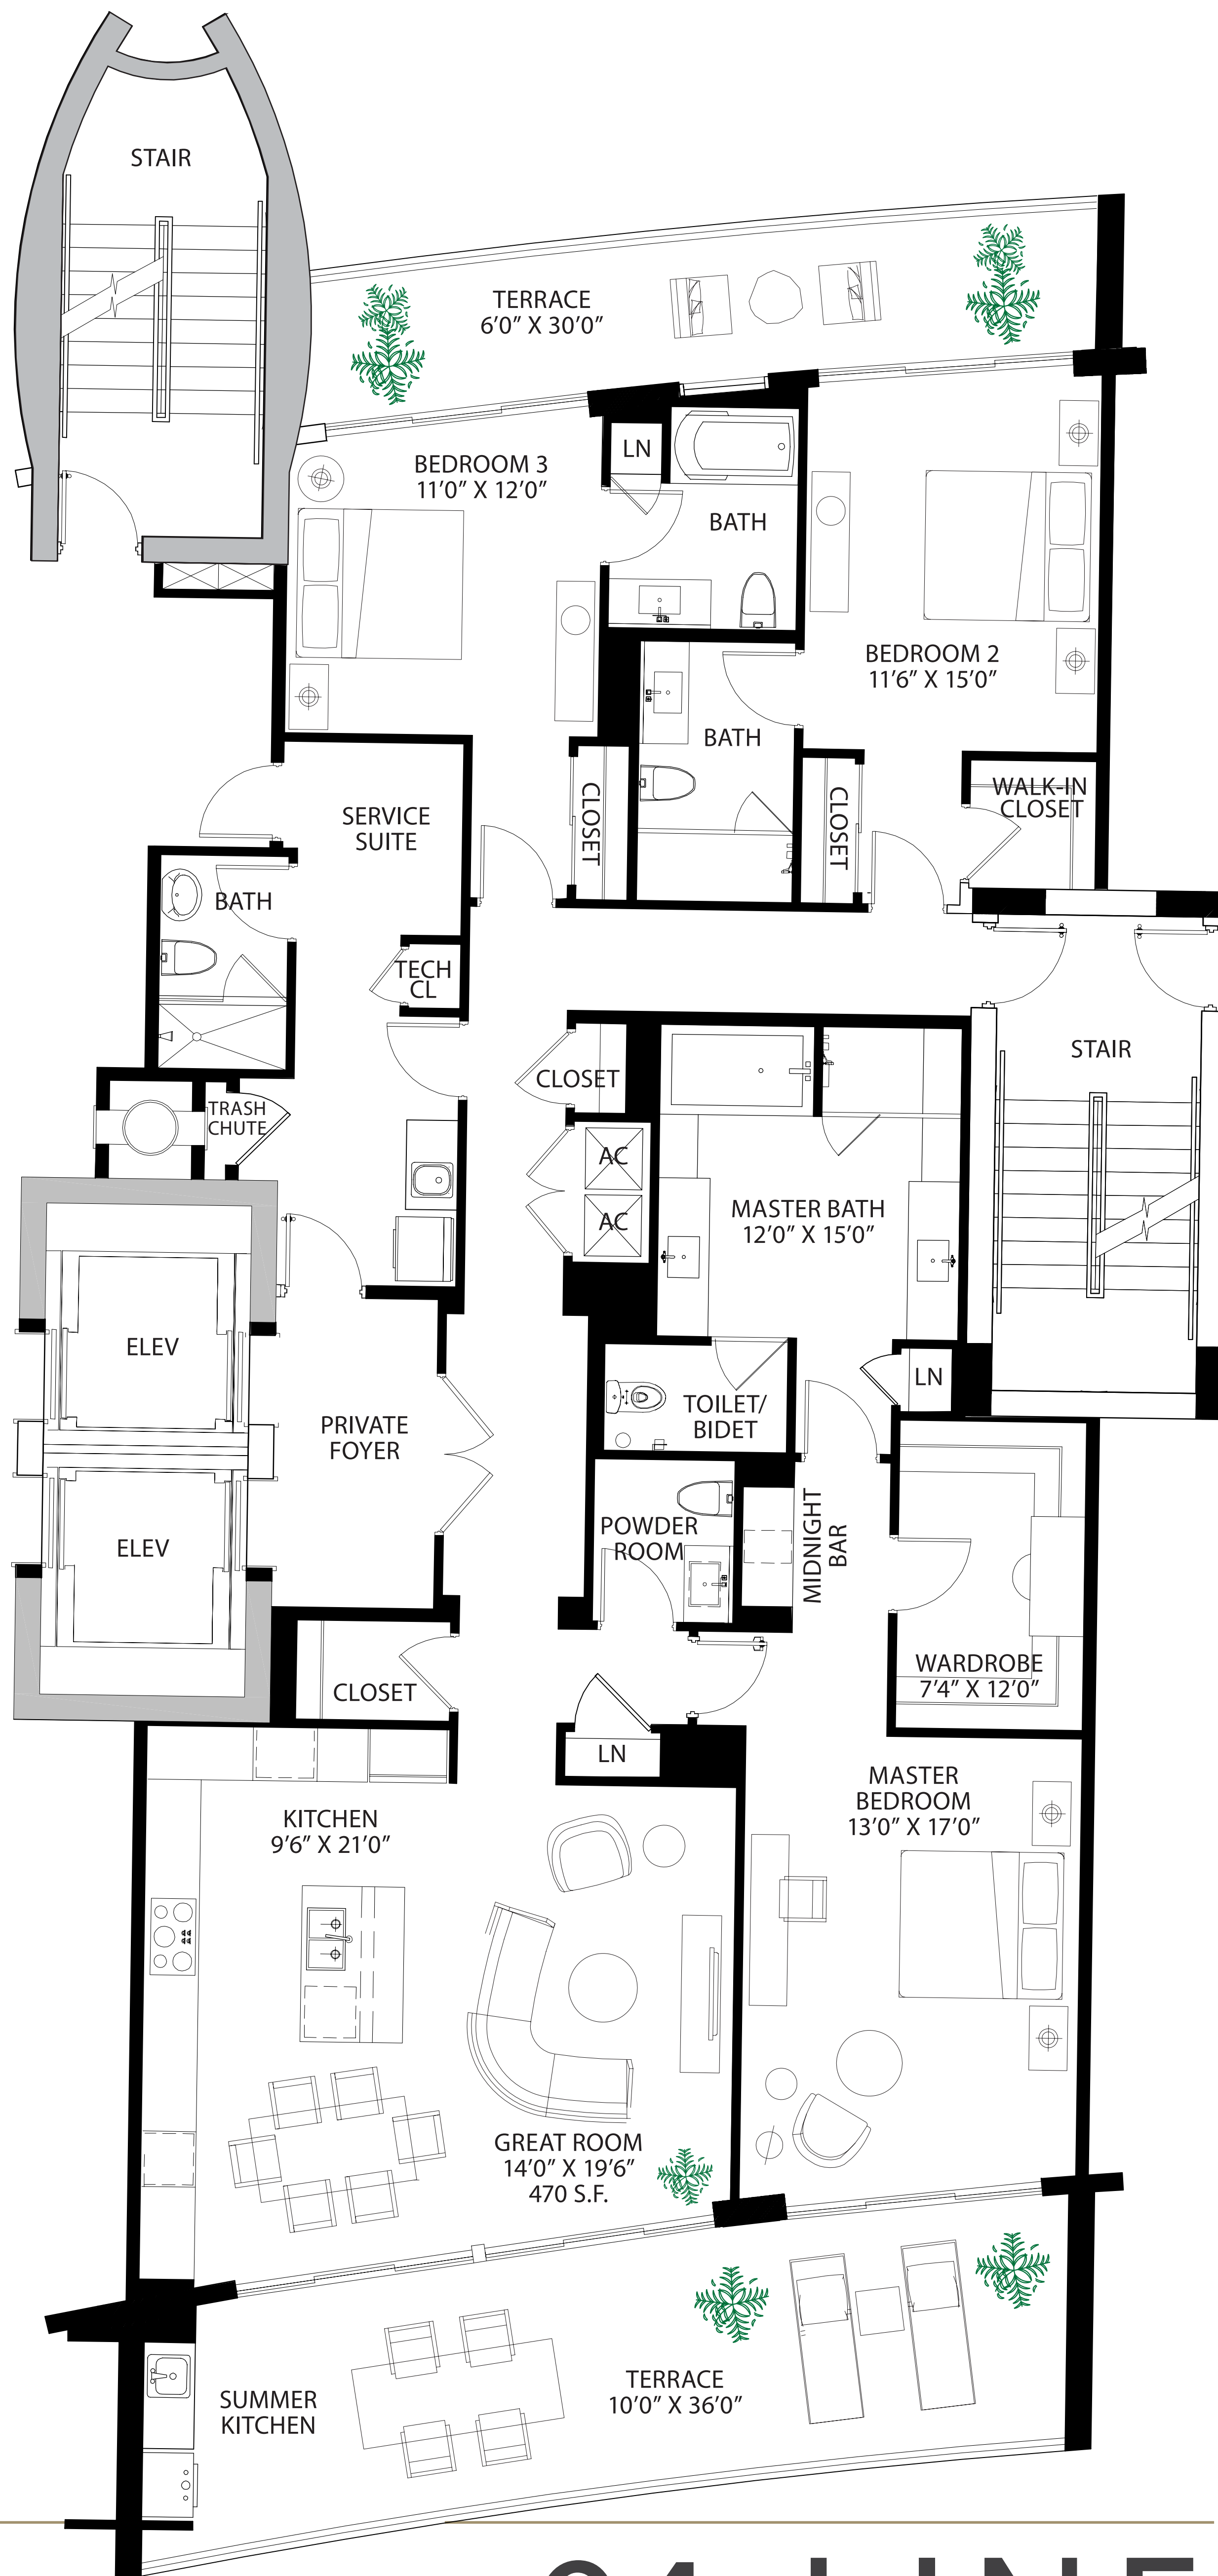 STAIR
TERRACE
6'0" X 30'0"
LN
BEDROOM 3
11'0" X 12'0"
BATH
BEDROOM 2
11'6" X 15'0"
BATH
WALK-IN
CLOSET
CLOSET
CLOSET
SERVICE
SUITE
BATH
TECH
CL
STAIR
CLOSET
TRASH
CHUTE
AC
MASTER BATH
12'0" X 15'0"
AC
ELEV
LN
TOILET/
BIDET
PRIVATE
FOYER
POWDER
ROOM
MIDNIGHT
BAR
ELEV
WARDROBE
7'4" X 12'0"
CLOSET
LN
MASTER
BEDROOM
13'0" X 17'0"
KITCHEN
9'6" X 21'0"
GREAT ROOM
14'0" X 19'6"
470 S.F.
TERRACE
10'0" X 36'0"
SUMMER
KITCHEN